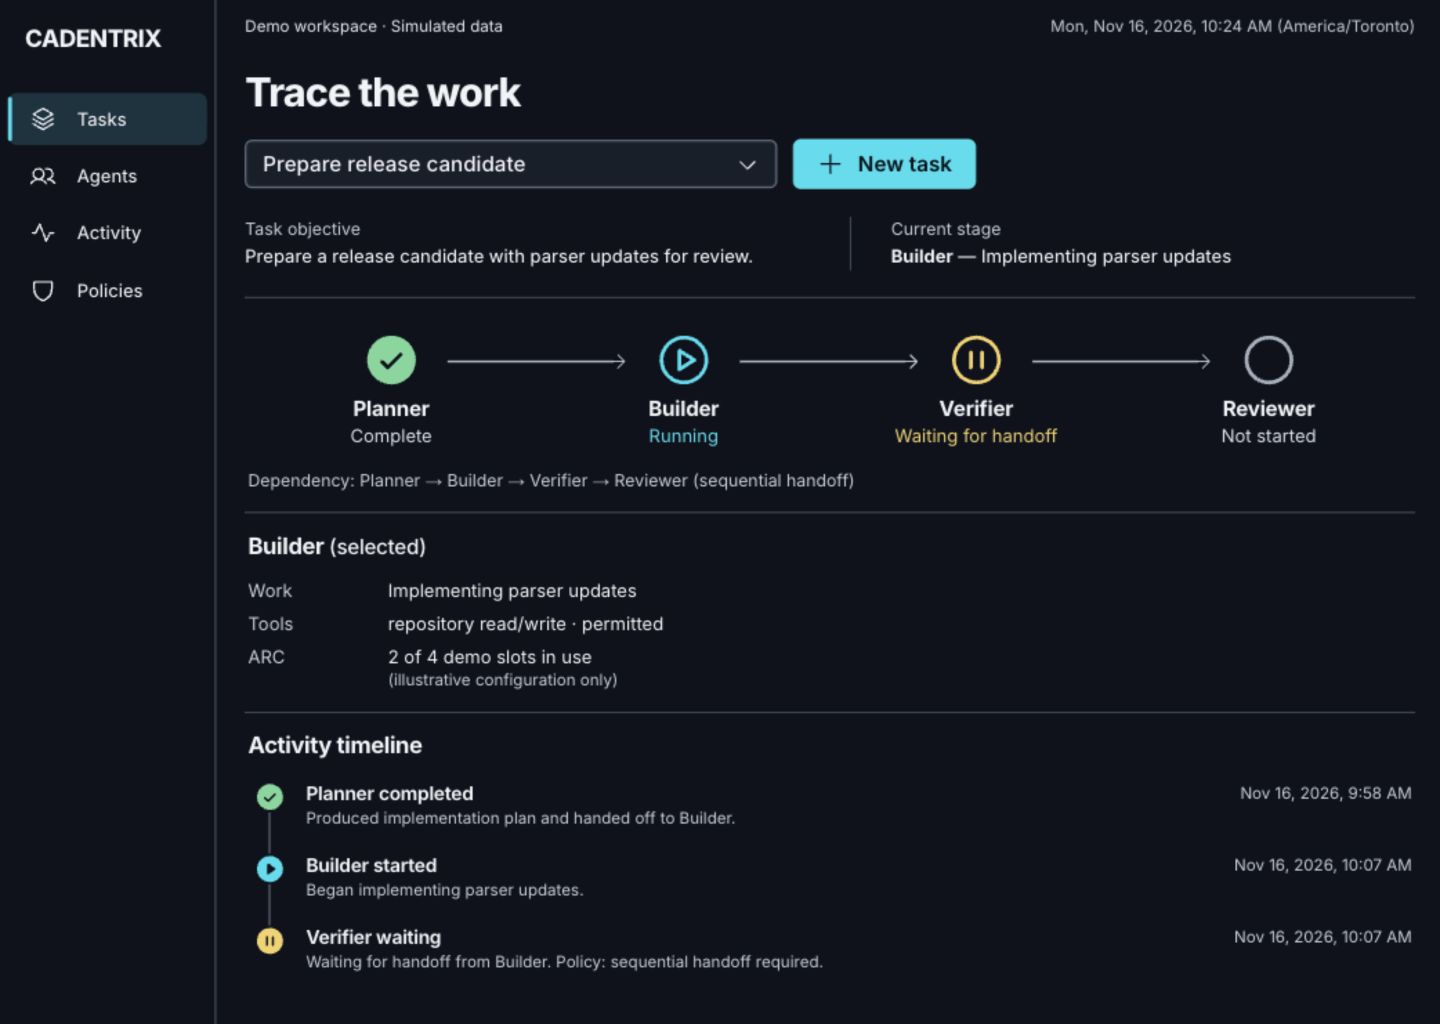 CADENTRIX
Tasks
Agents
Activity
Policies
Demo workspace · Simulated data
Mon, Nov 16, 2026, 10:24 AM (America/Toronto)
Trace the work
Prepare release candidate
New task
Task objective
Prepare a release candidate with parser updates for review.
Current stage
Builder — Implementing parser updates
Planner
Complete
Builder
Running
Verifier
Waiting for handoff
Reviewer
Not started
Dependency: Planner → Builder → Verifier → Reviewer (sequential handoff)
Builder (selected)
Work Implementing parser updates
Tools repository read/write · permitted
ARC 2 of 4 demo slots in use
(illustrative configuration only)
Activity timeline
Planner completed Nov 16, 2026, 9:58 AM
Produced implementation plan and handed off to Builder.
Builder started Nov 16, 2026, 10:07 AM
Began implementing parser updates.
Verifier waiting Nov 16, 2026, 10:07 AM
Waiting for handoff from Builder. Policy: sequential handoff required.